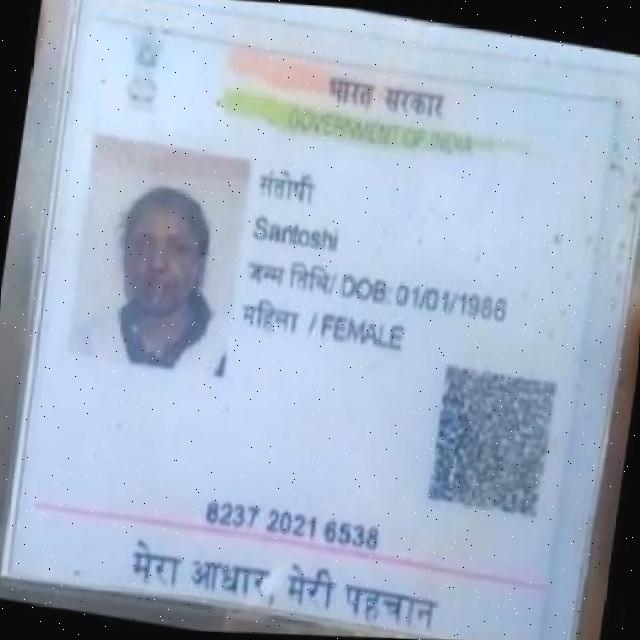 भारत सरकार
GOVERNMENT OF INDIA
संतोषी
Santoshi
जन्म तिथि/ DOB: 01/01/1986
महिला / FEMALE
8237 2021 6538
मेरा आधार, मेरी पहचान